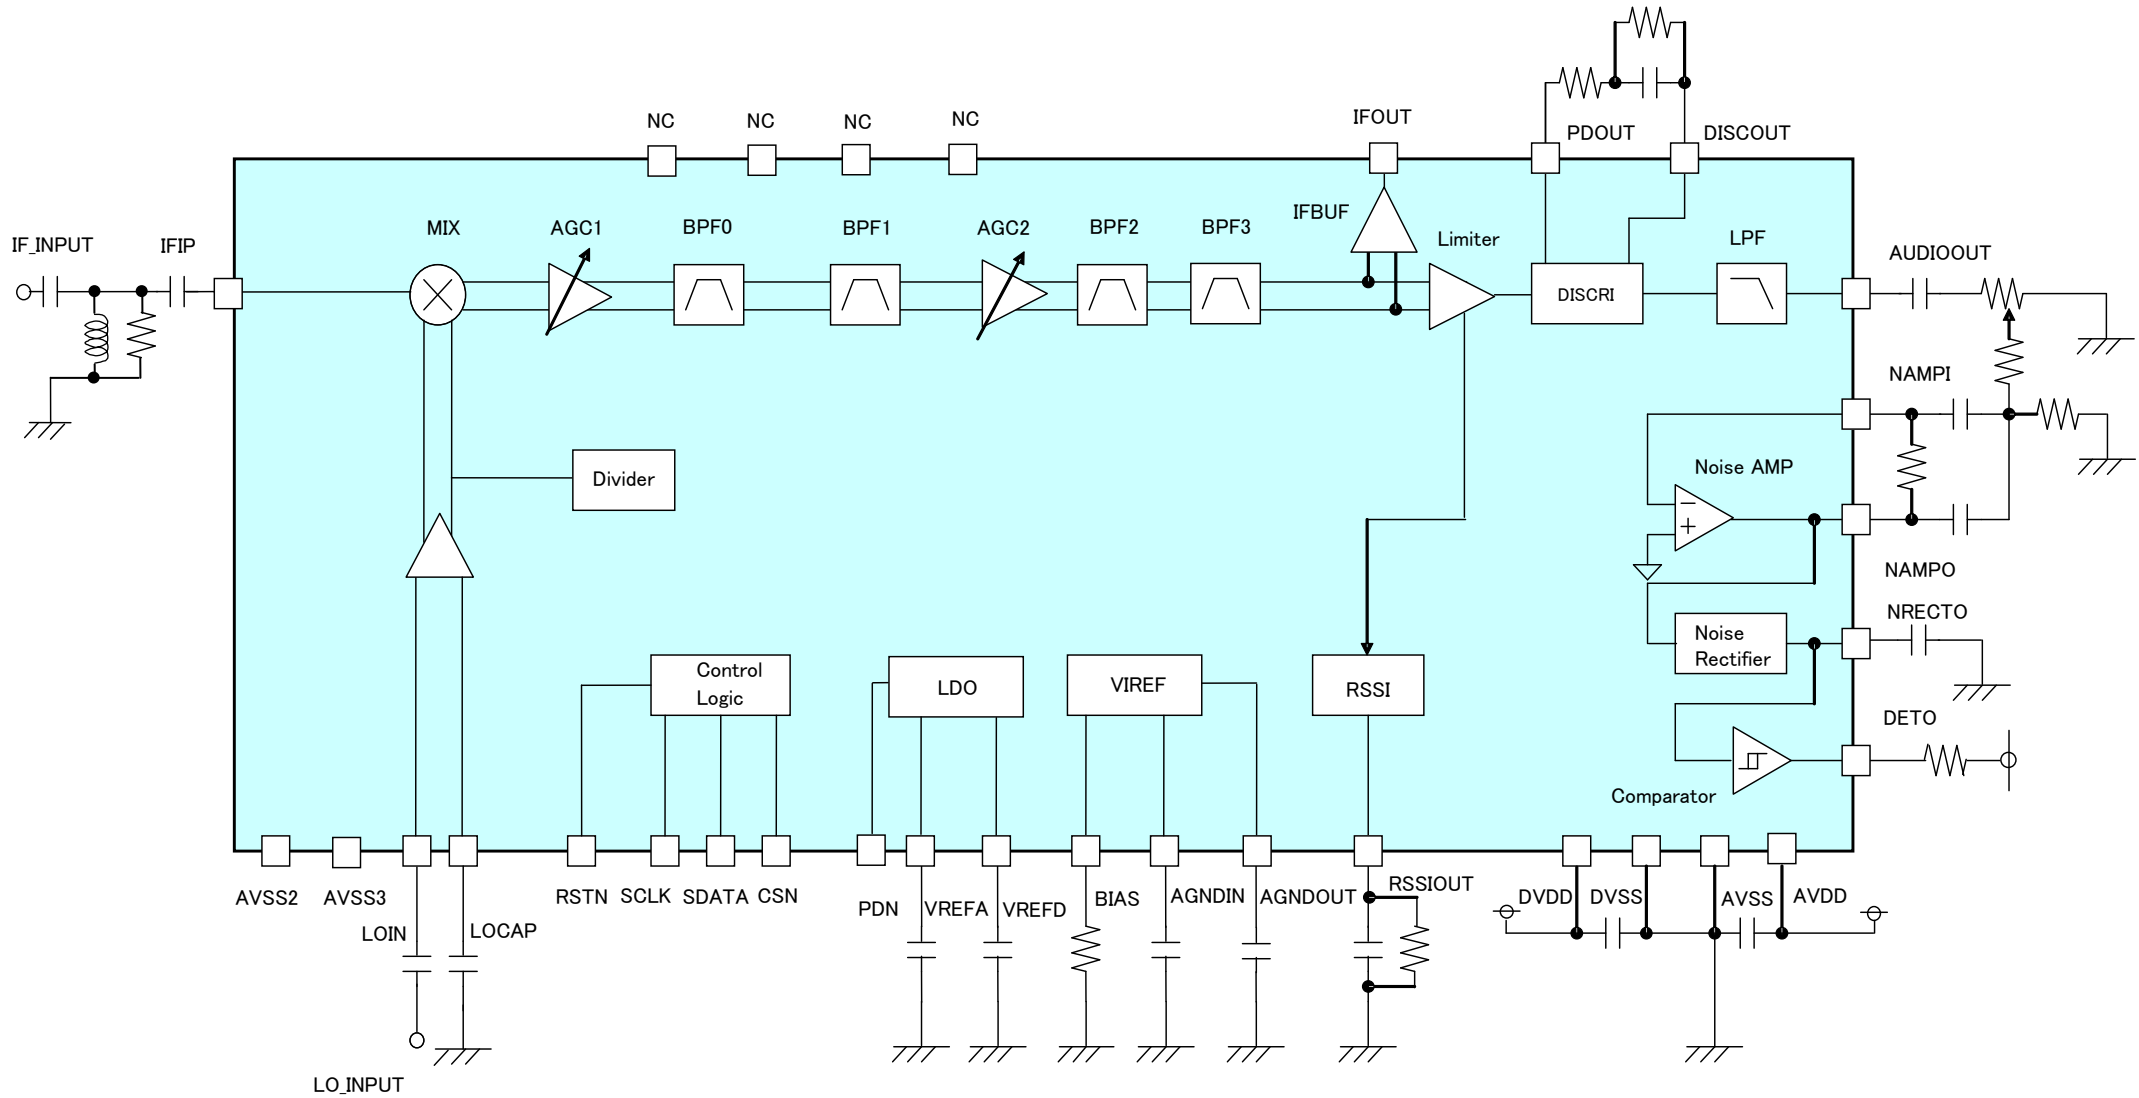 NC
NC
NC
NC
IFOUT
PDOUT
DISCOUT
IF_INPUT
IFIP
MIX
AGC1
BPF0
BPF1
AGC2
BPF2
BPF3
IFBUF
Limiter
LPF
DISCRI
AUDIOOUT
NAMPI
Divider
Noise AMP
NAMPO
NRECTO
Noise
Rectifier
Control
Logic
LDO
VIREF
RSSI
DETO
Comparator
AVSS2
AVSS3
LOIN
LOCAP
RSTN
SCLK
SDATA
CSN
PDN
VREFA
VREFD
BIAS
AGNDIN
AGNDOUT
RSSIOUT
DVDD
DVSS
AVSS
AVDD
LO_INPUT